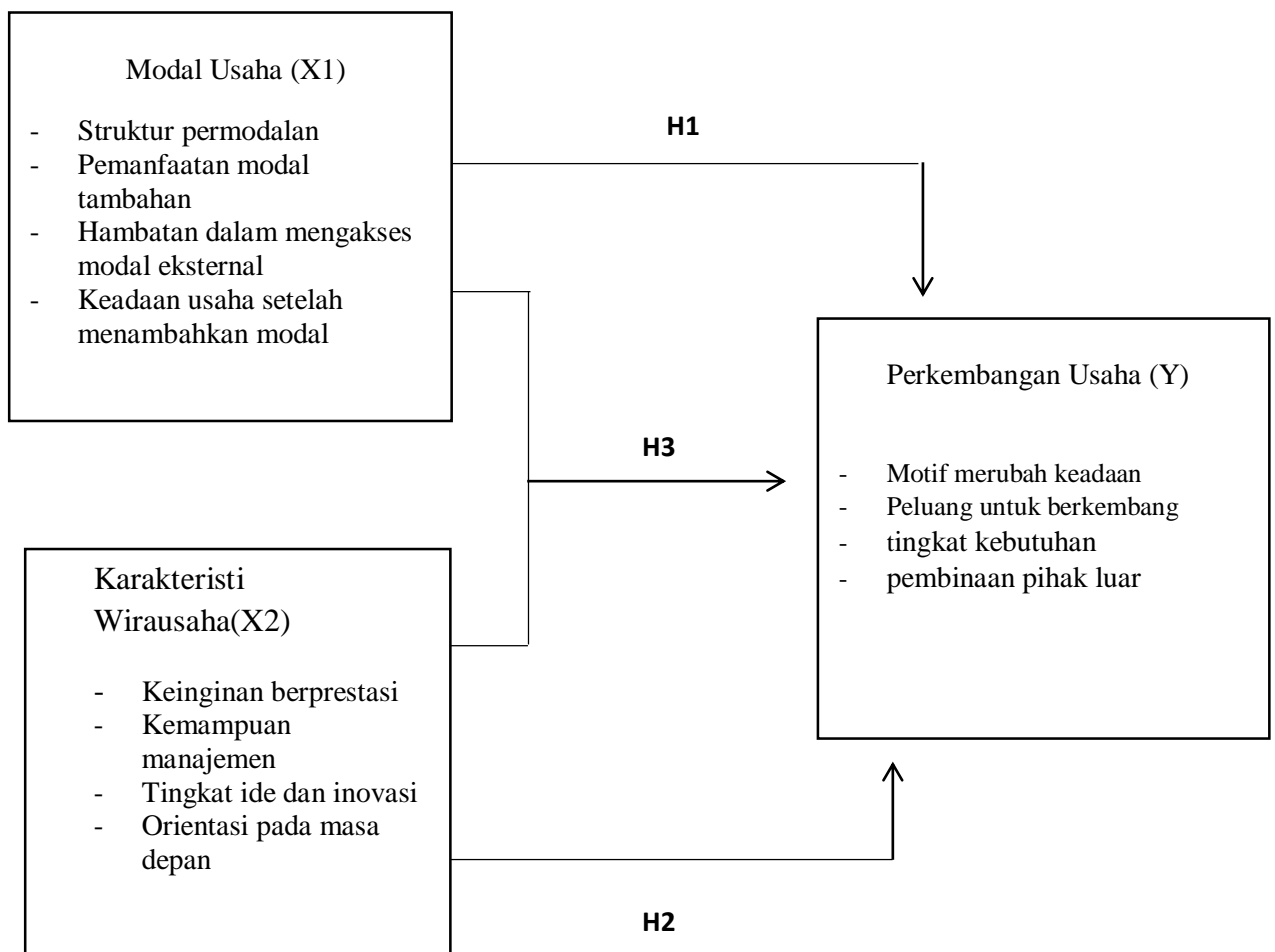 Modal Usaha (X1)
- Struktur permodalan
- Pemanfaatan modal
tambahan
- Hambatan dalam mengakses
modal eksternal
- Keadaan usaha setelah
menambahkan modal
H1
H3
Perkembangan Usaha (Y)
- Motif merubah keadaan
- Peluang untuk berkembang
- tingkat kebutuhan
- pembinaan pihak luar
Karakteristi
Wirausaha(X2)
- Keinginan berprestasi
- Kemampuan
manajemen
- Tingkat ide dan inovasi
- Orientasi pada masa
depan
H2